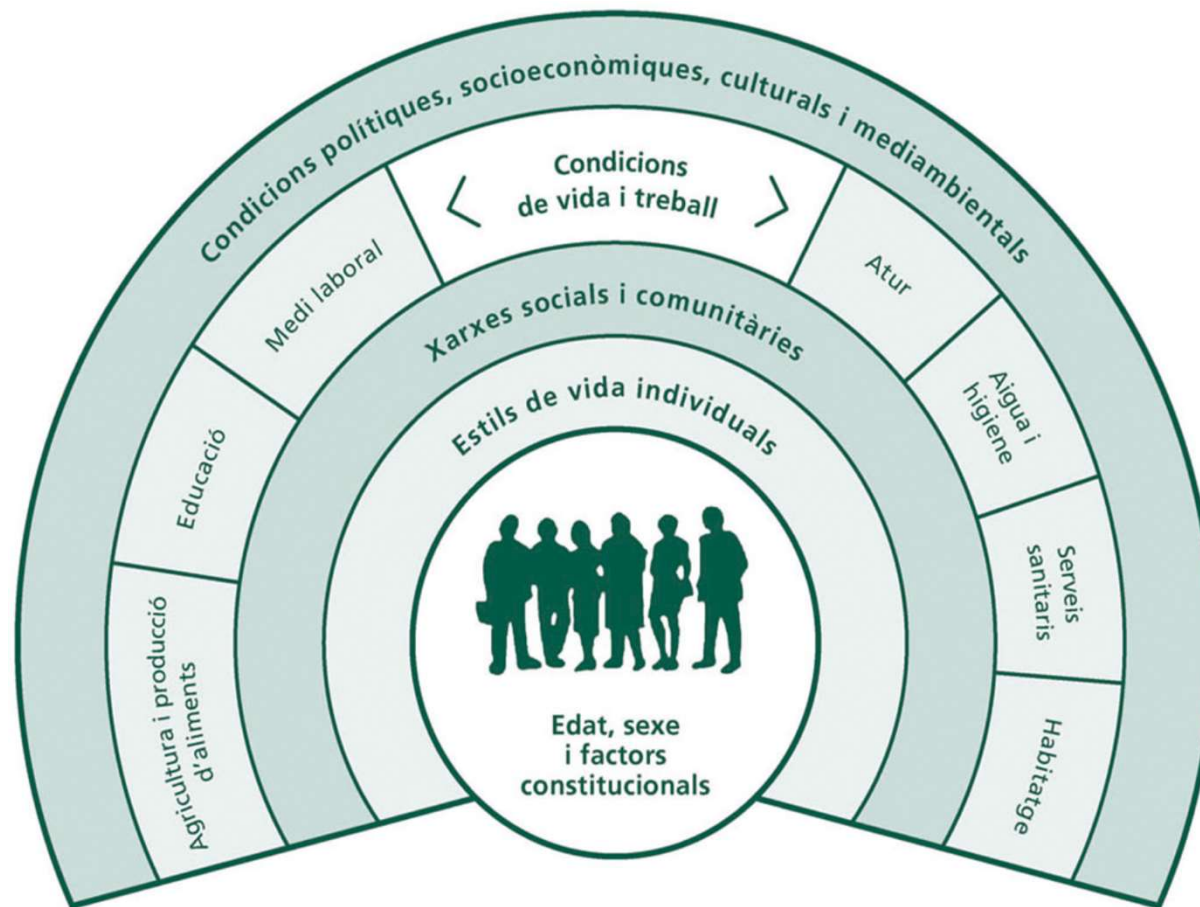 Condicions polítiques, socioeconòmiques, culturals i mediambientals
Condicions
de vida i treball
Agricultura i producció
d'aliments
Educació
Medi laboral
Atur
Aigua i
higiene
Serveis
sanitaris
Habitatge
Xarxes socials i comunitàries
Estils de vida individuals
Edat, sexe
i factors
constitucionals